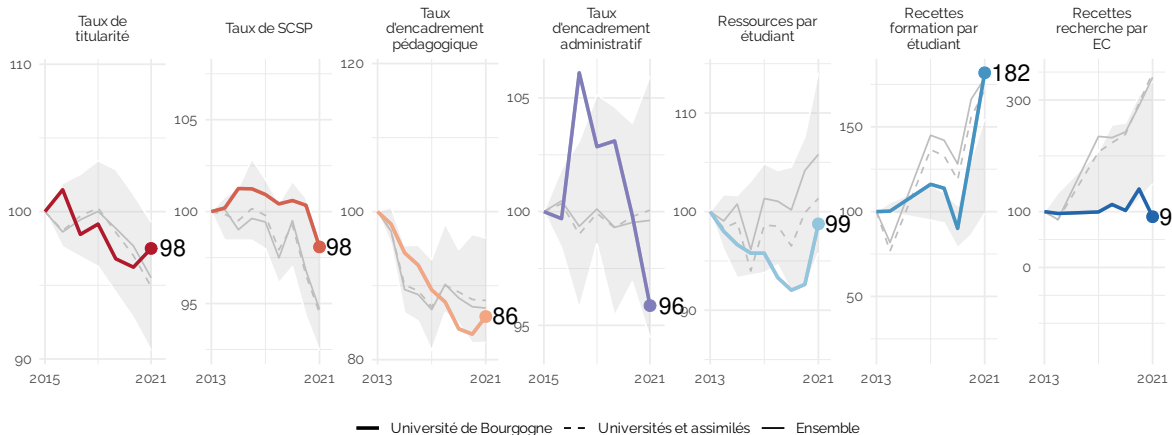 Taux de
titularité
110
100
98
90
2015
2021
Taux de SCSP
105
100
98
95
2013
2021
Taux
d'encadrement
pédagogique
120
100
86
80
2013
2021
Taux
d'encadrement
administratif
105
100
96
95
2015
2021
Ressources par
étudiant
110
100
99
90
2013
2021
Recettes
formation par
étudiant
182
150
100
50
2013
2021
Recettes
recherche par
EC
300
100
9
0
2013
2021
Université de Bourgogne
Universités et assimilés
Ensemble